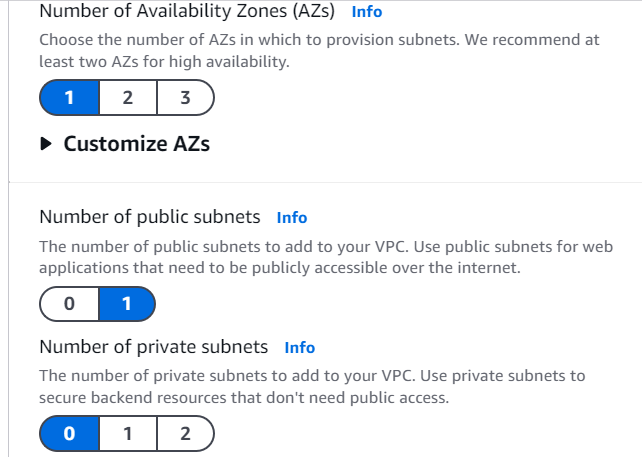 Number of Availability Zones (AZs) Info
Choose the number of AZs in which to provision subnets. We recommend at
least two AZs for high availability.
1 2 3
Customize AZs
Number of public subnets Info
The number of public subnets to add to your VPC. Use public subnets for web
applications that need to be publicly accessible over the internet.
0 1
Number of private subnets Info
The number of private subnets to add to your VPC. Use private subnets to
secure backend resources that don't need public access.
0 1 2